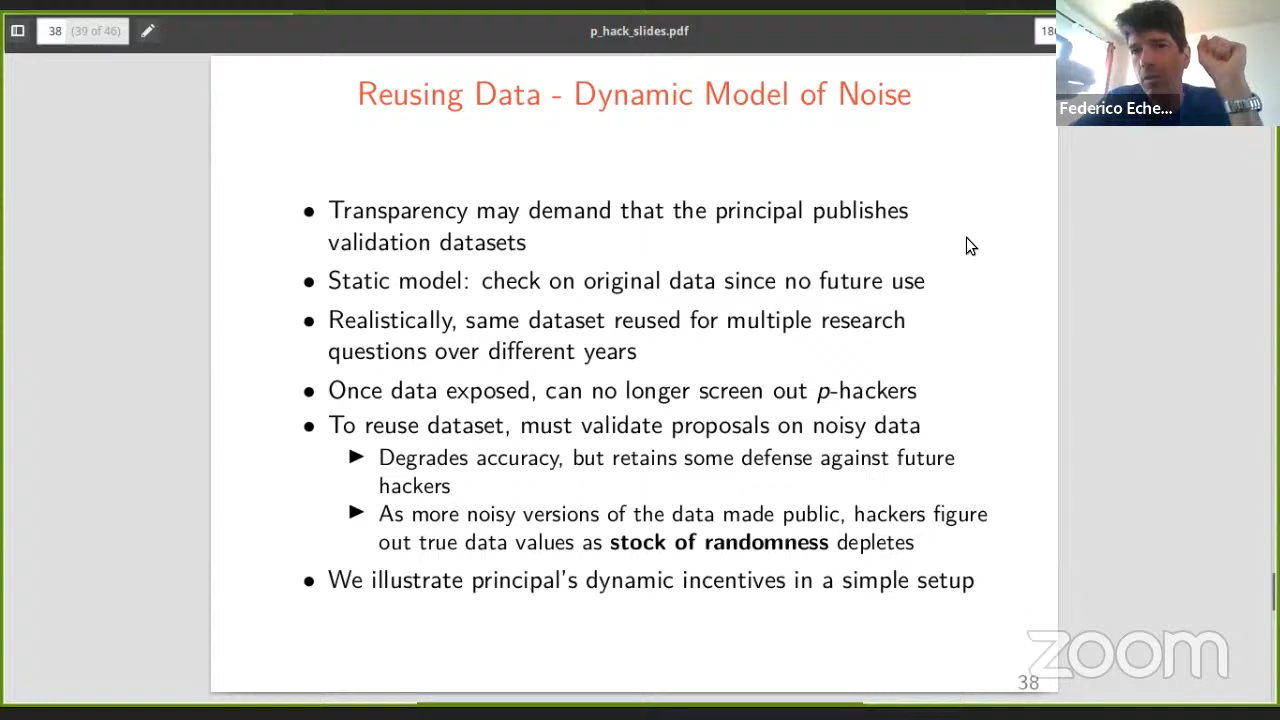 38 (39 of 46)
p_hack_slides.pdf
Federico Eche...
Reusing Data - Dynamic Model of Noise
• Transparency may demand that the principal publishes
validation datasets
• Static model: check on original data since no future use
• Realistically, same dataset reused for multiple research
questions over different years
• Once data exposed, can no longer screen out p-hackers
• To reuse dataset, must validate proposals on noisy data
▶ Degrades accuracy, but retains some defense against future
hackers
▶ As more noisy versions of the data made public, hackers figure
out true data values as stock of randomness depletes
• We illustrate principal's dynamic incentives in a simple setup
zoom
38